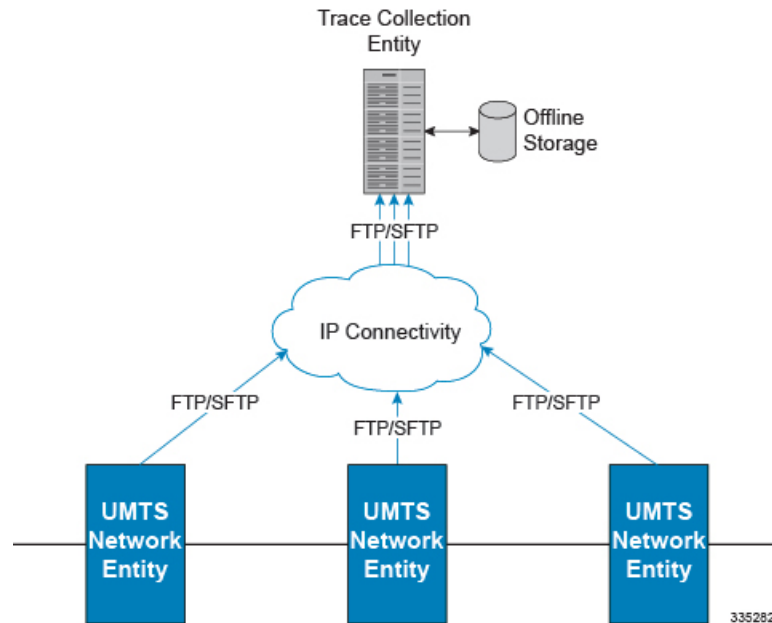 Trace Collection
Entity
Offline
Storage
FTP/SFTP
IP Connectivity
FTP/SFTP
FTP/SFTP
FTP/SFTP
UMTS
Network
Entity
UMTS
Network
Entity
UMTS
Network
Entity
335282